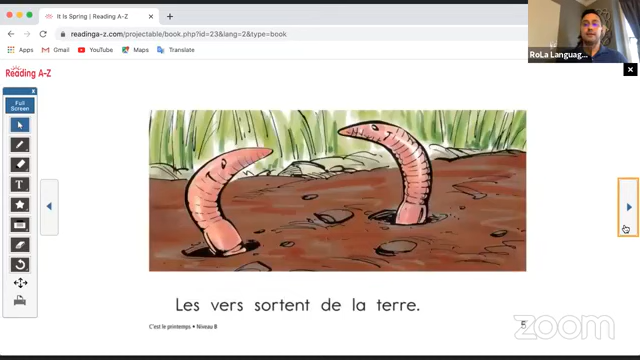 It Is Spring | Reading A-Z
readinga-z.com/projectable/book.php?id=23&lang=2&type=book
Apps
Gmail
YouTube
Maps
Translate
RoLa Languag...
Reading A-Z
Full Screen
T
Les vers sortent de la terre.
C'est le printemps • Niveau B
5
zoom